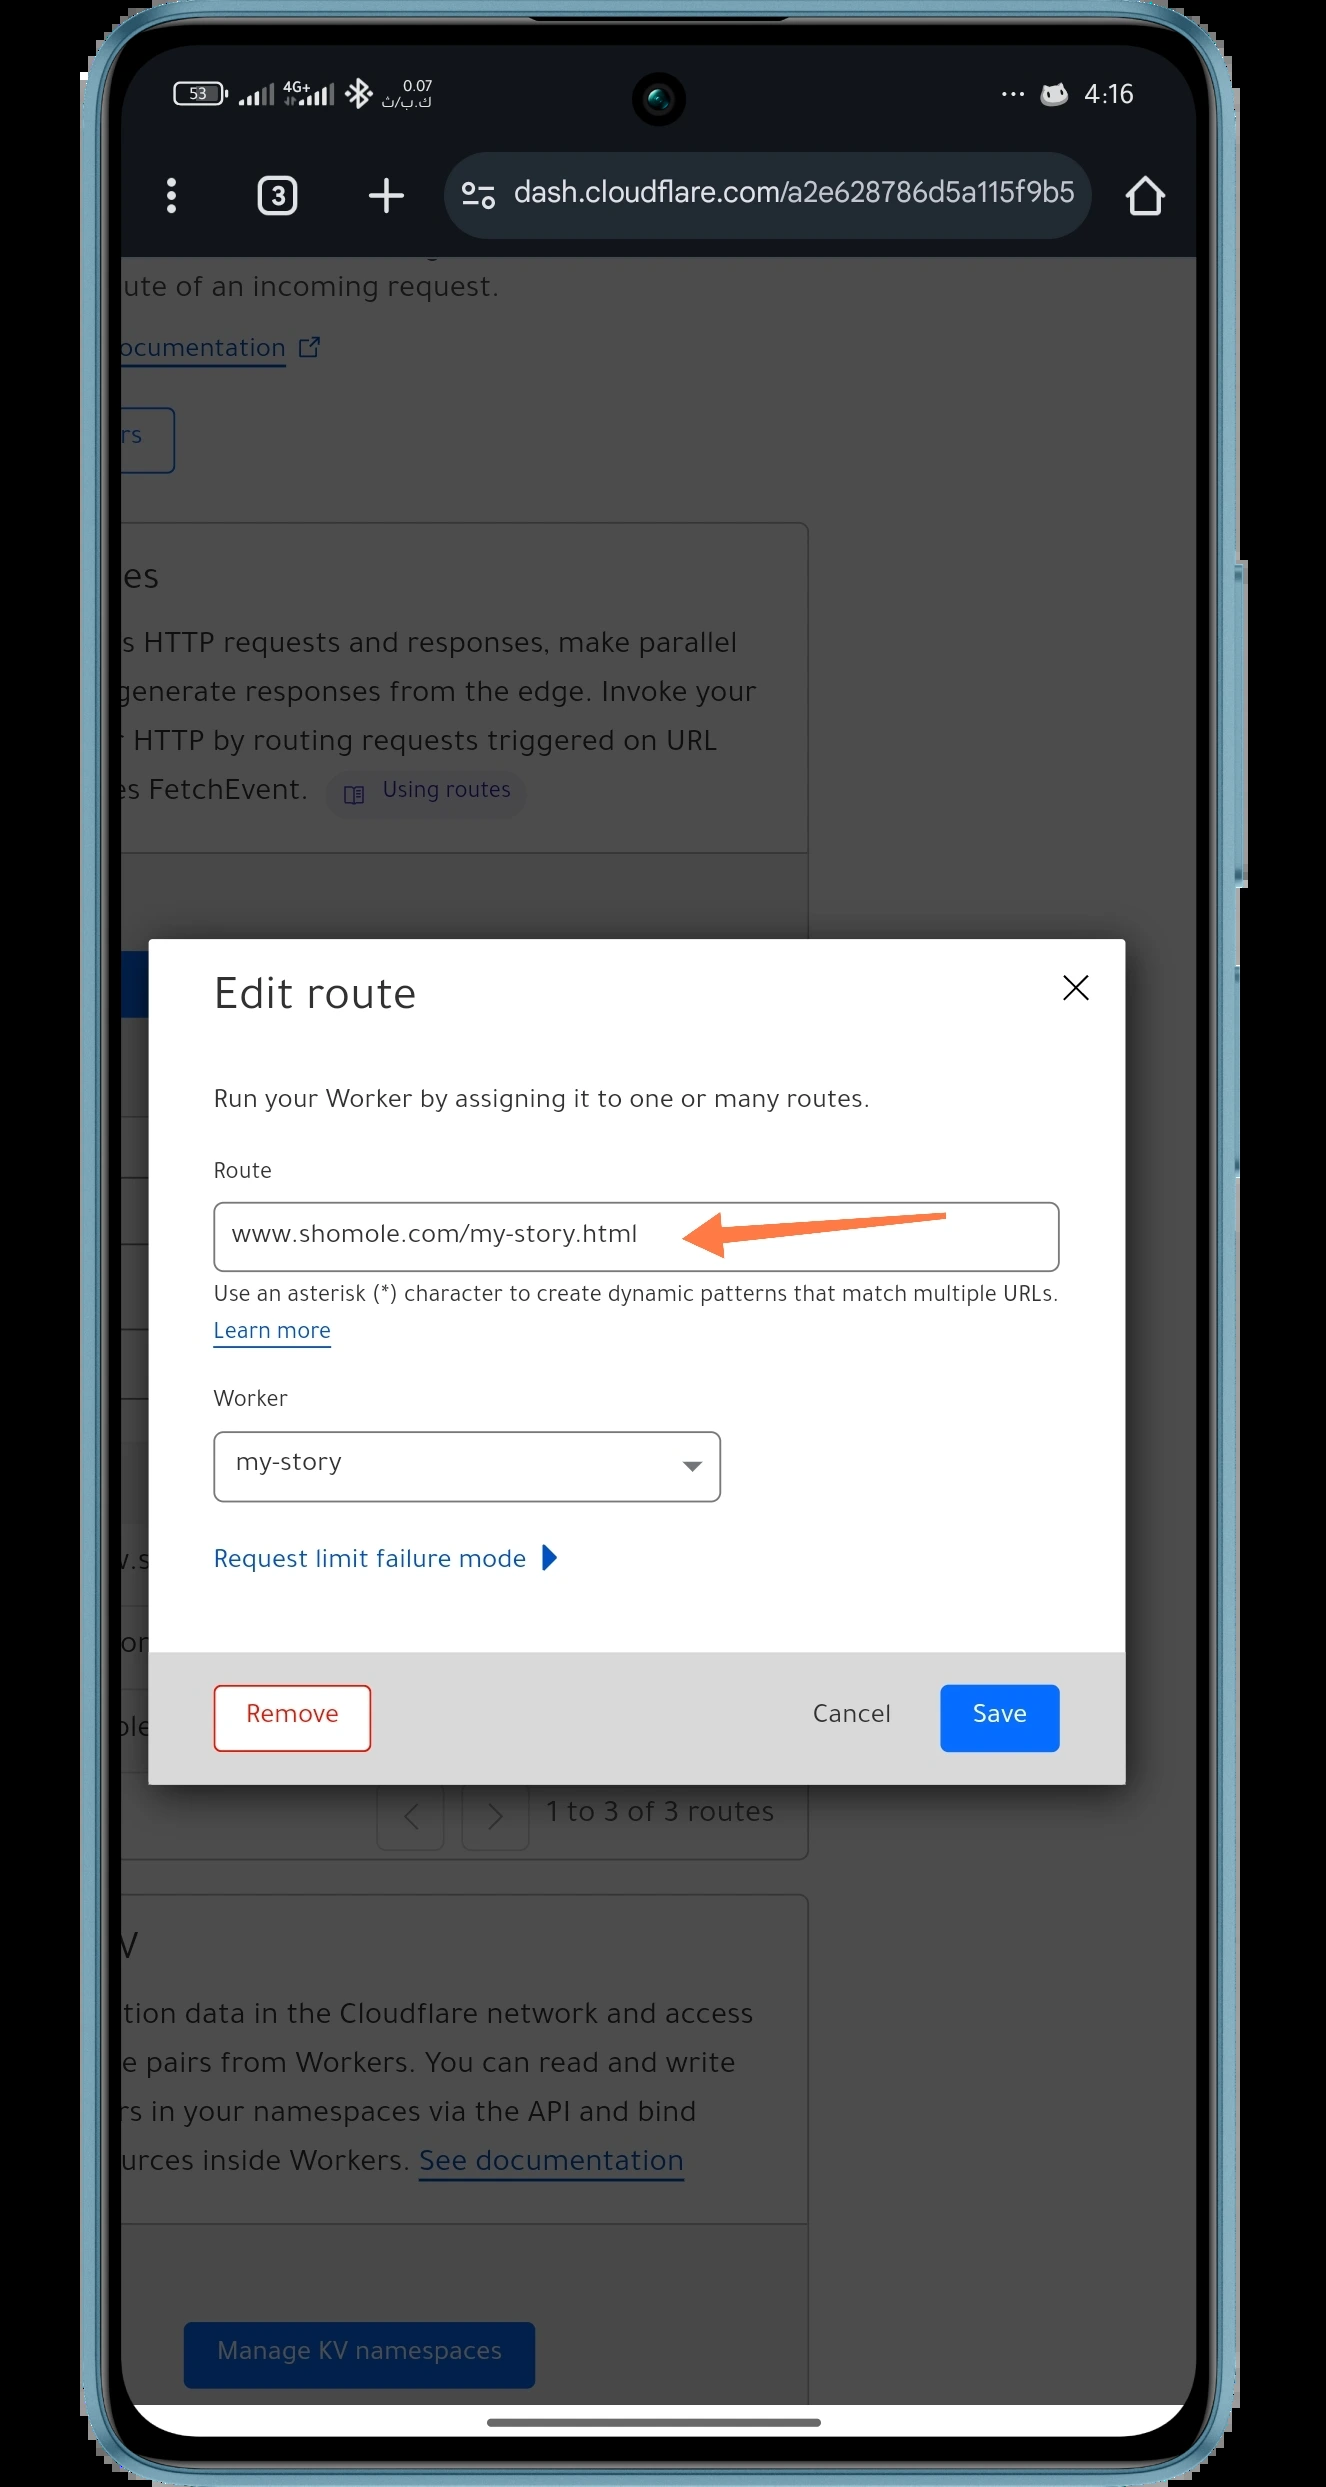 53
4G+
0.07
ك.ب/ث
4:16
3
dash.cloudflare.com/a2e628786d5a115f9b5
ute of an incoming request.
ocumentation
rs
es
s HTTP requests and responses, make parallel
generate responses from the edge. Invoke your
HTTP by routing requests triggered on URL
es FetchEvent.
Using routes
Edit route
Run your Worker by assigning it to one or many routes.
Route
www.shomole.com/my-story.html
Use an asterisk (*) character to create dynamic patterns that match multiple URLs.
Learn more
Worker
my-story
Request limit failure mode
Remove
Cancel
Save
1 to 3 of 3 routes
V
tion data in the Cloudflare network and access
e pairs from Workers. You can read and write
rs in your namespaces via the API and bind
urces inside Workers. See documentation
Manage KV namespaces